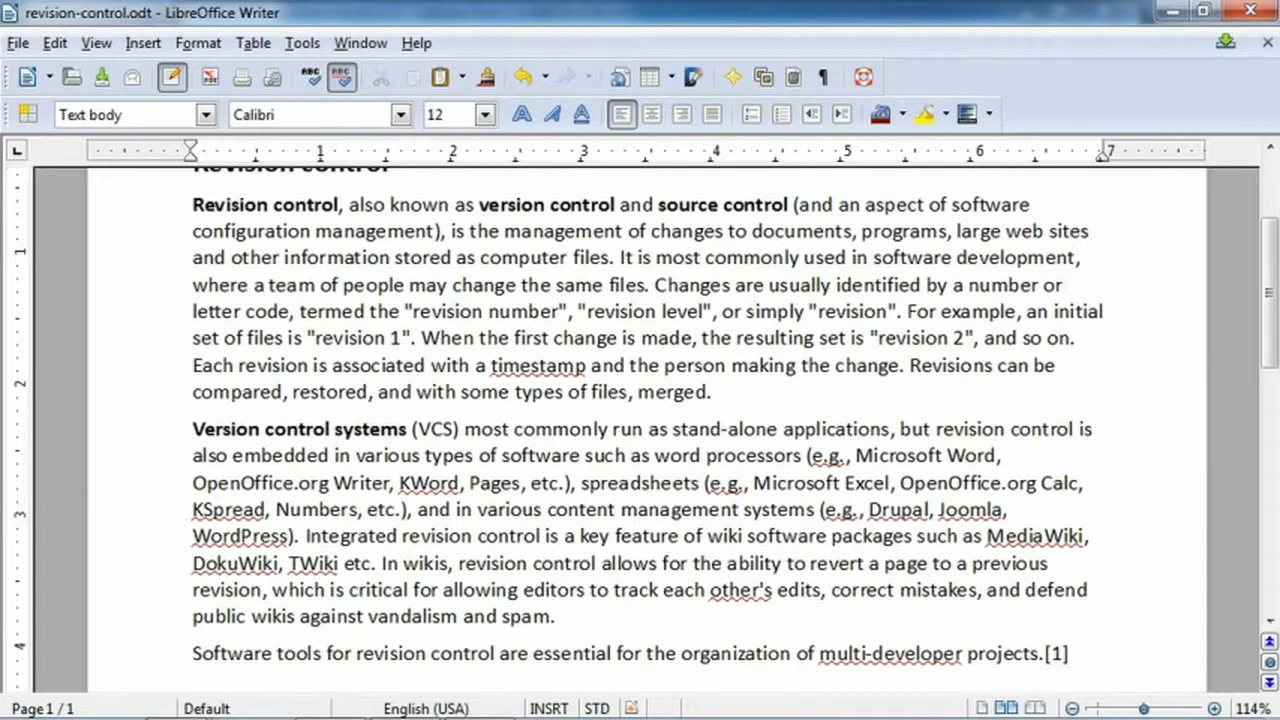 revision-control.odt - LibreOffice Writer
File Edit View Insert Format Table Tools Window Help
Text body Calibri 12
1 2 3 4 5 6 7
Revision control
Revision control, also known as version control and source control (and an aspect of software
configuration management), is the management of changes to documents, programs, large web sites
and other information stored as computer files. It is most commonly used in software development,
where a team of people may change the same files. Changes are usually identified by a number or
letter code, termed the "revision number", "revision level", or simply "revision". For example, an initial
set of files is "revision 1". When the first change is made, the resulting set is "revision 2", and so on.
Each revision is associated with a timestamp and the person making the change. Revisions can be
compared, restored, and with some types of files, merged.
Version control systems (VCS) most commonly run as stand-alone applications, but revision control is
also embedded in various types of software such as word processors (e.g., Microsoft Word,
OpenOffice.org Writer, KWord, Pages, etc.), spreadsheets (e.g., Microsoft Excel, OpenOffice.org Calc,
KSpread, Numbers, etc.), and in various content management systems (e.g., Drupal, Joomla,
WordPress). Integrated revision control is a key feature of wiki software packages such as MediaWiki,
DokuWiki, TWiki etc. In wikis, revision control allows for the ability to revert a page to a previous
revision, which is critical for allowing editors to track each other's edits, correct mistakes, and defend
public wikis against vandalism and spam.
Software tools for revision control are essential for the organization of multi-developer projects.[1]
Page 1 / 1 Default English (USA) INSRT STD 114%